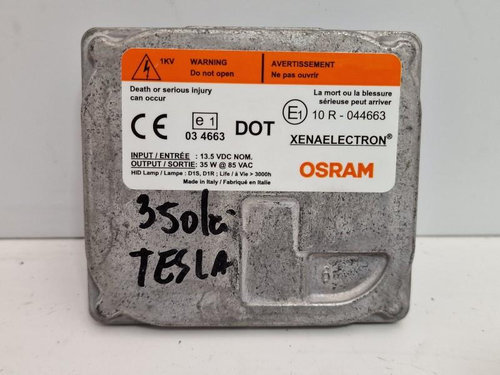 1KV
WARNING
Do not open
AVERTISSEMENT
Ne pas ouvrir
Death or serious injury
can occur
La mort ou la blessure
sérieuse peut arriver
CE
e 1
03 4663
DOT
E1 10 R - 044663
XENAELECTRON®
INPUT / ENTRÉE : 13.5 VDC NOM.
OUTPUT / SORTIE: 35 W @ 85 VAC
OSRAM
HID Lamp / Lampe : D1S, D1R ; Life / à Vie > 3000h
Made in Italy / Fabriqué en Italie
TESLA
6